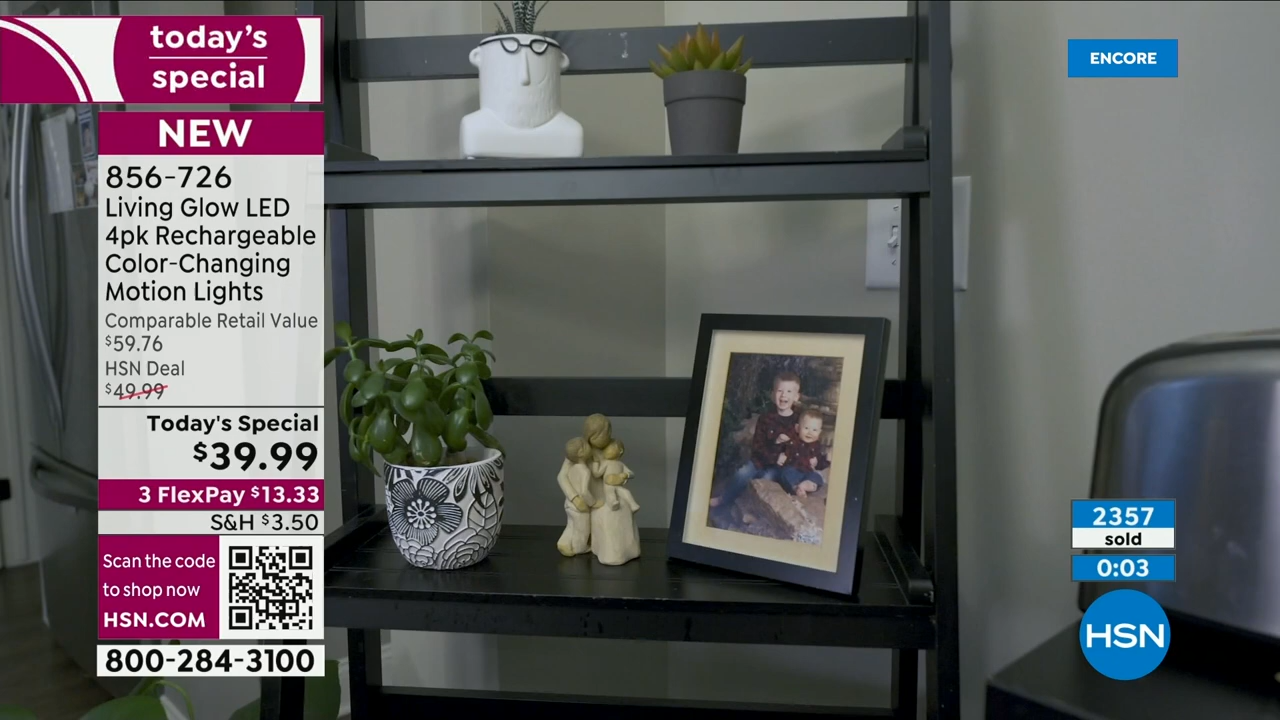 today's
special
NEW
856-726
Living Glow LED
4pk Rechargeable
Color-Changing
Motion Lights
Comparable Retail Value
$59.76
HSN Deal
$49.99
Today's Special
$39.99
3 FlexPay $13.33
S&H $3.50
Scan the code
to shop now
HSN.COM
800-284-3100
ENCORE
2357
sold
0:03
HSN